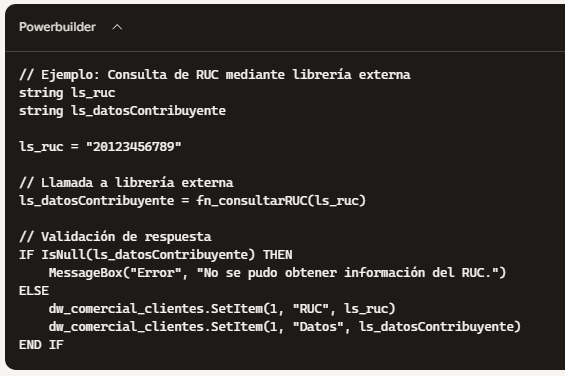 Powerbuilder
// Ejemplo: Consulta de RUC mediante librería externa
string ls_ruc
string ls_datosContribuyente
ls_ruc = "20123456789"
// Llamada a librería externa
ls_datosContribuyente = fn_consultarRUC(ls_ruc)
// Validación de respuesta
IF IsNull(ls_datosContribuyente) THEN
    MessageBox("Error", "No se pudo obtener información del RUC.")
ELSE
    dw_comercial_clientes.SetItem(1, "RUC", ls_ruc)
    dw_comercial_clientes.SetItem(1, "Datos", ls_datosContribuyente)
END IF